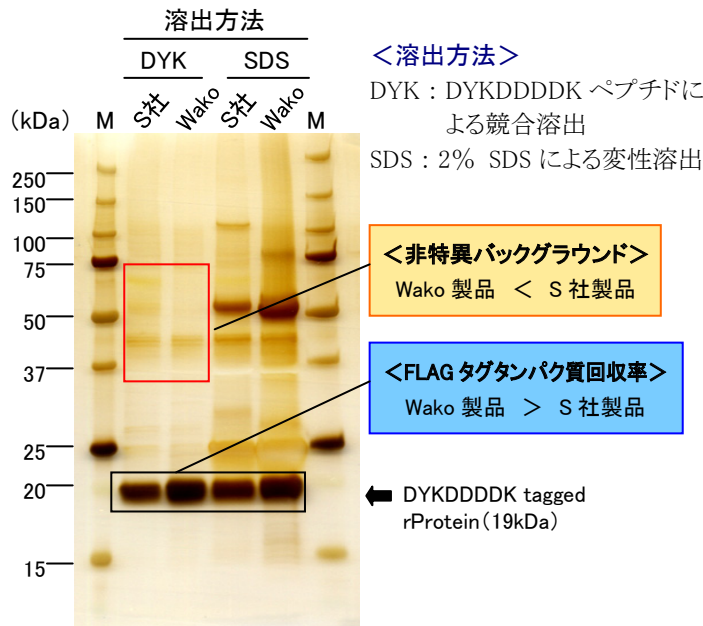 溶出方法
DYK SDS
(kDa) M S社 Wako S社 Wako M
250
150
100
75
50
37
25
20
15
＜溶出方法＞
DYK：DYKDDDDK ペプチドに
よる競合溶出
SDS：2% SDS による変性溶出
＜非特異バックグラウンド＞
Wako 製品 ＜ S 社製品
＜FLAG タグタンパク質回収率＞
Wako 製品 ＞ S 社製品
DYKDDDDK tagged
rProtein(19kDa)